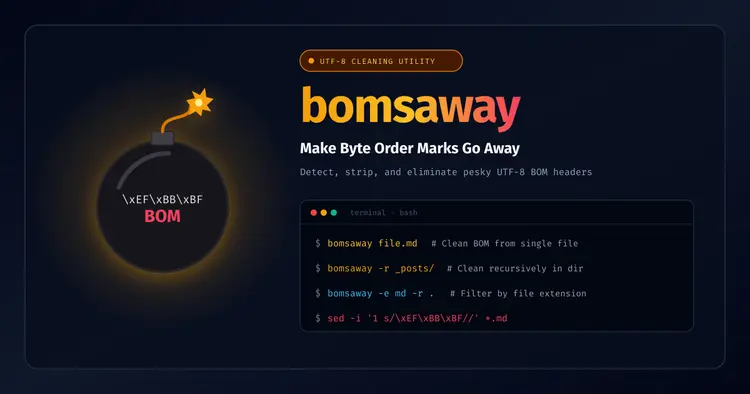 UTF-8 CLEANING UTILITY
bomsaway
Make Byte Order Marks Go Away
Detect, strip, and eliminate pesky UTF-8 BOM headers
\xEF\xBB\xBF
BOM
terminal · bash
$ bomsaway file.md # Clean BOM from single file
$ bomsaway -r _posts/ # Clean recursively in dir
$ bomsaway -e md -r . # Filter by file extension
$ sed -i '1 s/\xEF\xBB\xBF//' *.md